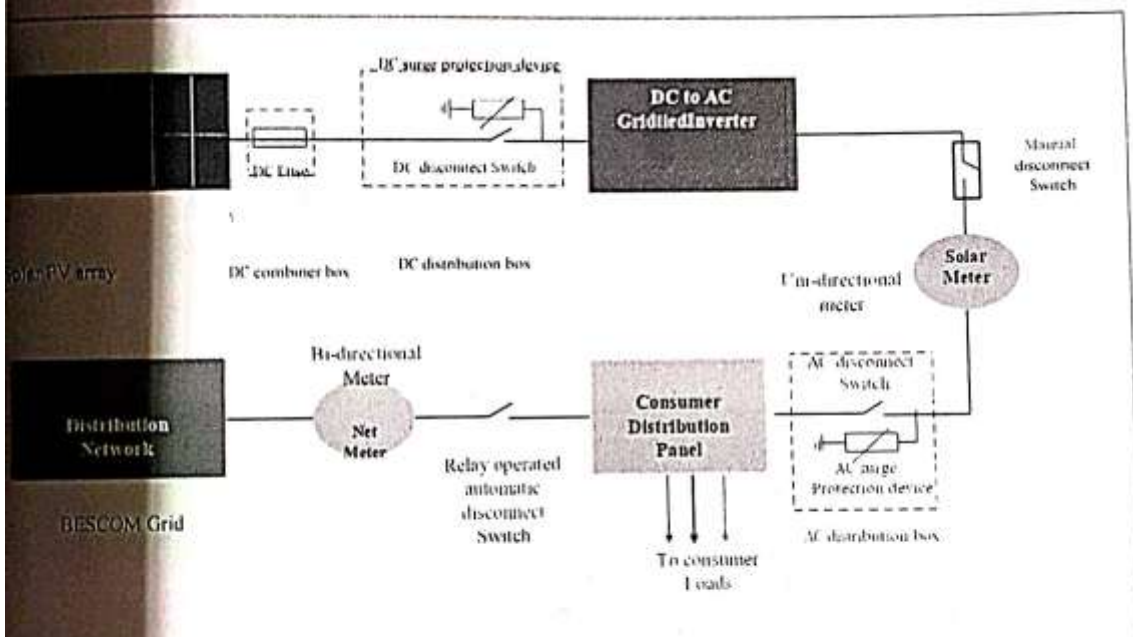 DC surge protection device
DC to AC
GridtiedInverter
Manual
disconnect
Switch
DC Fuse
DC disconnect Switch
Solar PV array
DC combiner box
DC distribution box
Solar
Meter
Uni-directional
meter
Bi-directional
Meter
AC disconnect
Switch
Distribution
Network
Net
Meter
Consumer
Distribution
Panel
Relay operated
automatic
disconnect
Switch
AC surge
Protection device
BESCOM Grid
AC distribution box
To consumer
Loads